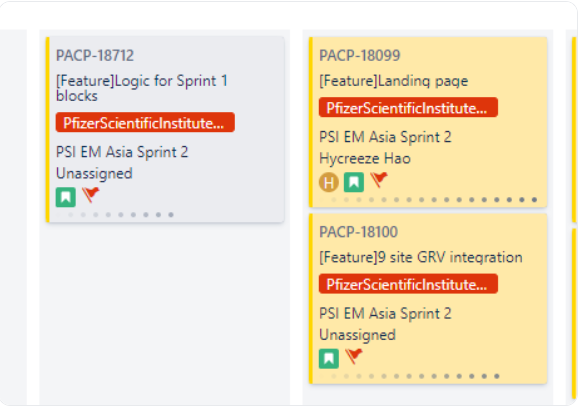 PACP-18712
[Feature]Logic for Sprint 1
blocks
PfizerScientificInstitute...
PSI EM Asia Sprint 2
Unassigned
PACP-18099
[Feature]Landing page
PfizerScientificInstitute...
PSI EM Asia Sprint 2
Hycreeze Hao
H
PACP-18100
[Feature]9 site GRV integration
PfizerScientificInstitute...
PSI EM Asia Sprint 2
Unassigned